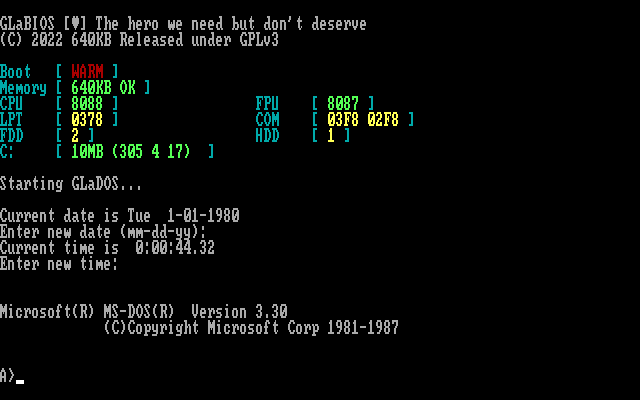 GLaBIOS [♥] The hero we need but don't deserve
(C) 2022 640KB Released under GPLv3
Boot [ WARM ]
Memory [ 640KB OK ]
CPU [ 8088 ] FPU [ 8087 ]
LPT [ 0378 ] COM [ 03F8 02F8 ]
FDD [ 2 ] HDD [ 1 ]
C: [ 10MB (305 4 17) ]
Starting GLaDOS...
Current date is Tue 1-01-1980
Enter new date (mm-dd-yy):
Current time is 0:00:44.32
Enter new time:
Microsoft(R) MS-DOS(R) Version 3.30
(C)Copyright Microsoft Corp 1981-1987
A>